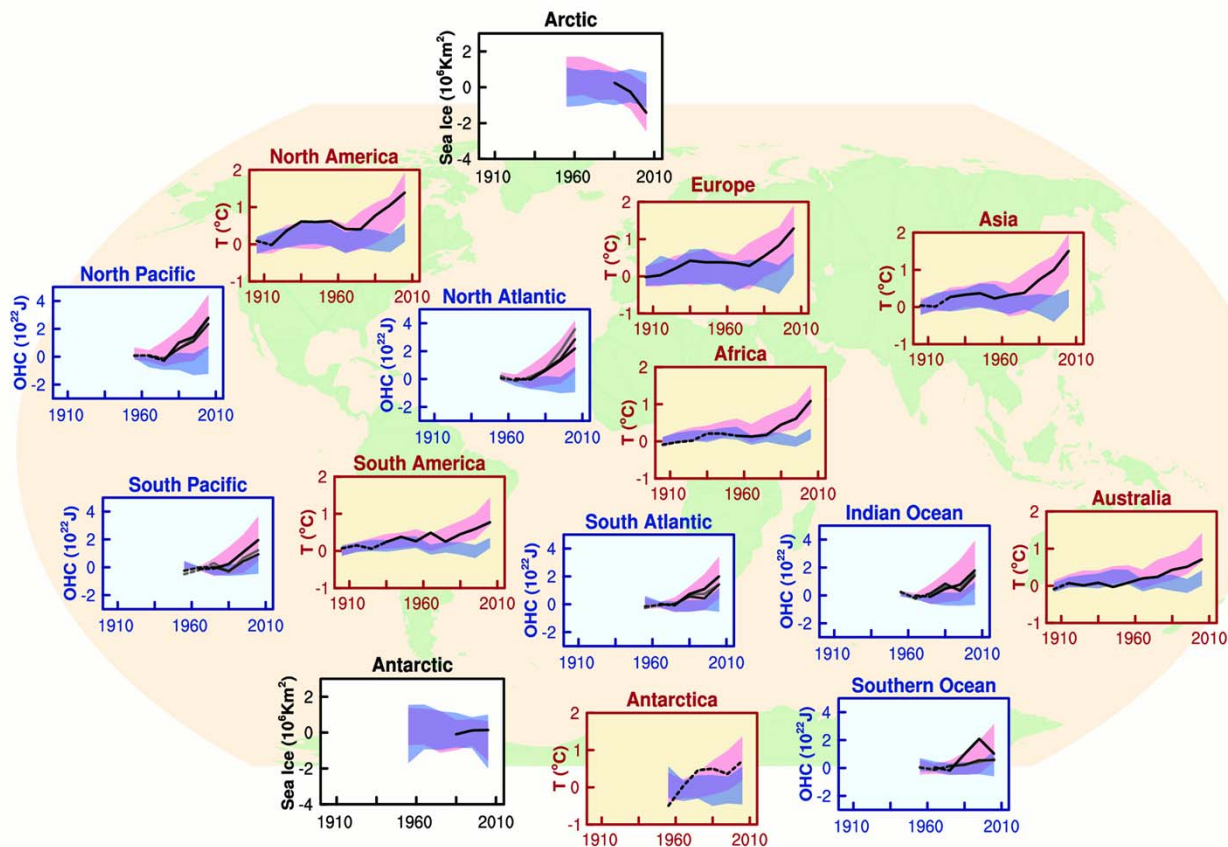 Arctic
Sea Ice (10⁶Km²)
2
0
-2
-4
1910 1960 2010
North America
T (°C)
2
1
0
-1
1910 1960 2010
Europe
T (°C)
2
1
0
-1
1910 1960 2010
Asia
T (°C)
2
1
0
-1
1910 1960 2010
North Pacific
OHC (10²²J)
4
2
0
-2
1910 1960 2010
North Atlantic
OHC (10²²J)
4
2
0
-2
1910 1960 2010
Africa
T (°C)
2
1
0
-1
1910 1960 2010
South Pacific
OHC (10²²J)
4
2
0
-2
1910 1960 2010
South America
T (°C)
2
1
0
-1
1910 1960 2010
South Atlantic
OHC (10²²J)
4
2
0
-2
1910 1960 2010
Indian Ocean
OHC (10²²J)
4
2
0
-2
1910 1960 2010
Australia
T (°C)
2
1
0
-1
1910 1960 2010
Antarctic
Sea Ice (10⁶Km²)
2
0
-2
-4
1910 1960 2010
Antarctica
T (°C)
2
1
0
-1
1910 1960 2010
Southern Ocean
OHC (10²²J)
4
2
0
-2
1910 1960 2010